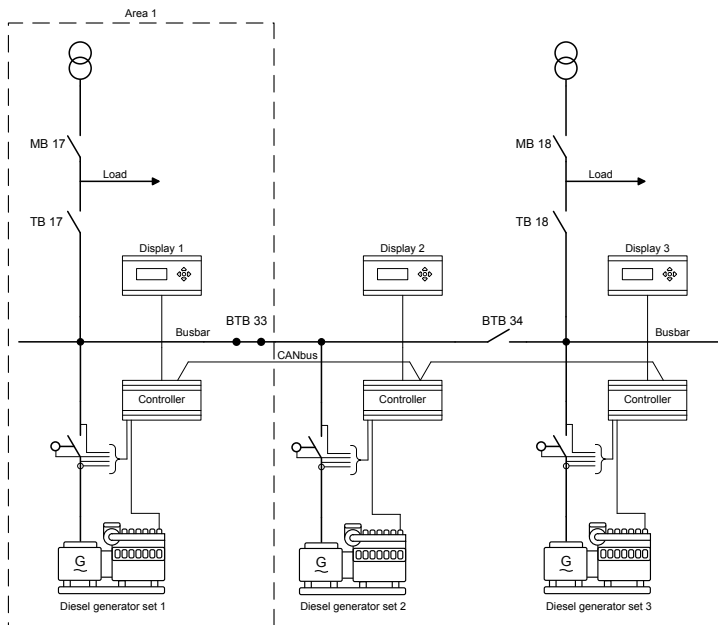 Area 1
MB 17
MB 18
Load
Load
TB 17
TB 18
Display 1
Display 2
Display 3
Busbar
BTB 33
BTB 34
Busbar
CANbus
Controller
Controller
Controller
G
G
G
Diesel generator set 1
Diesel generator set 2
Diesel generator set 3